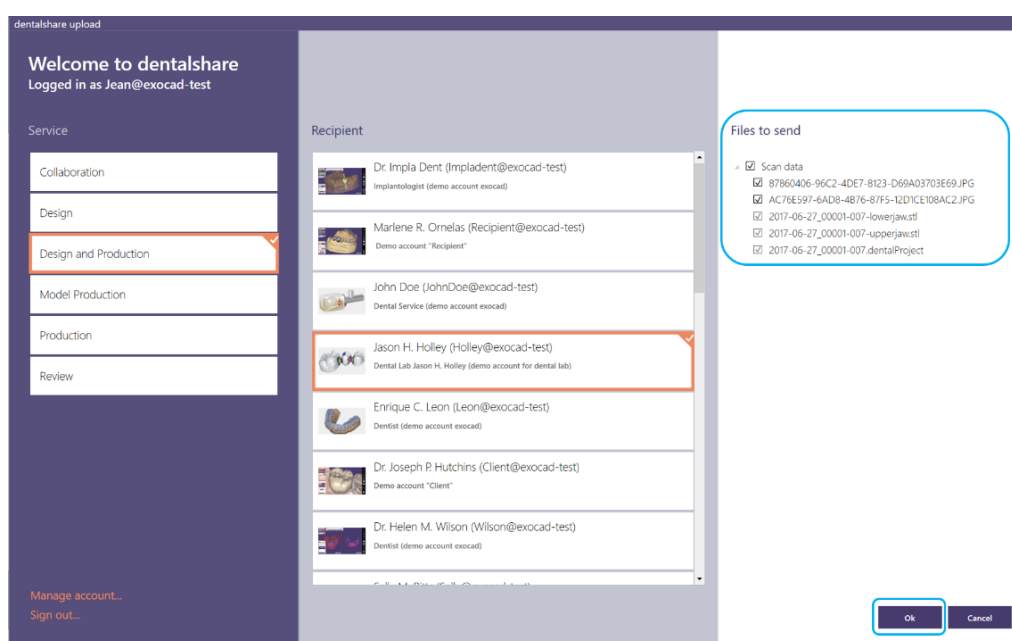 dentalshare upload
Welcome to dentalshare
Logged in as Jean@exocad-test
Service
Collaboration
Design
Design and Production
Model Production
Production
Review
Manage account...
Sign out...
Recipient
Dr. Impla Dent (Impladent@exocad-test)
Implantologist (demo account exocad)
Marlene R. Ornelas (Recipient@exocad-test)
Demo account "Recipient"
John Doe (JohnDoe@exocad-test)
Dental Service (demo account exocad)
Jason H. Holley (Holley@exocad-test)
Dental Lab Jason H. Holley (demo account for dental lab)
Enrique C. Leon (Leon@exocad-test)
Dentist (demo account exocad)
Dr. Joseph P. Hutchins (Client@exocad-test)
Demo account "Client"
Dr. Helen M. Wilson (Wilson@exocad-test)
Dentist (demo account exocad)
Files to send
Scan data
87860406-96C2-4DE7-8123-D69A03703E69.JPG
AC76E597-6AD8-4B76-87F5-12D1CE108AC2.JPG
2017-06-27_00001-007-lowerjaw.stl
2017-06-27_00001-007-upperjaw.stl
2017-06-27_00001-007.dentalProject
Ok
Cancel